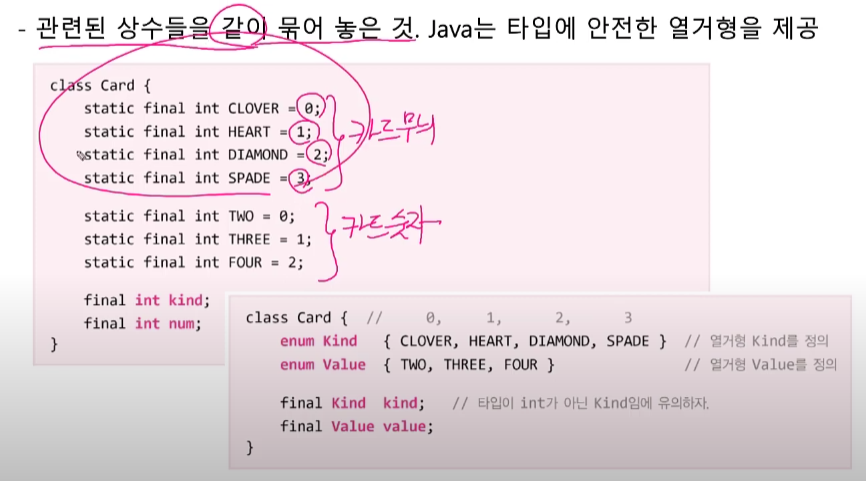 - 관련된 상수들을 같이 묶어 놓은 것. Java는 타입에 안전한 열거형을 제공
class Card {
static final int CLOVER = 0;
static final int HEART = 1;
static final int DIAMOND = 2;
static final int SPADE = 3;
카드무늬
static final int TWO = 0;
static final int THREE = 1;
static final int FOUR = 2;
카드숫자
final int kind;
final int num;
}
class Card { // 0, 1, 2, 3
enum Kind { CLOVER, HEART, DIAMOND, SPADE } // 열거형 Kind를 정의
enum Value { TWO, THREE, FOUR } // 열거형 Value를 정의
final Kind kind; // 타입이 int가 아닌 Kind임에 유의하자.
final Value value;
}